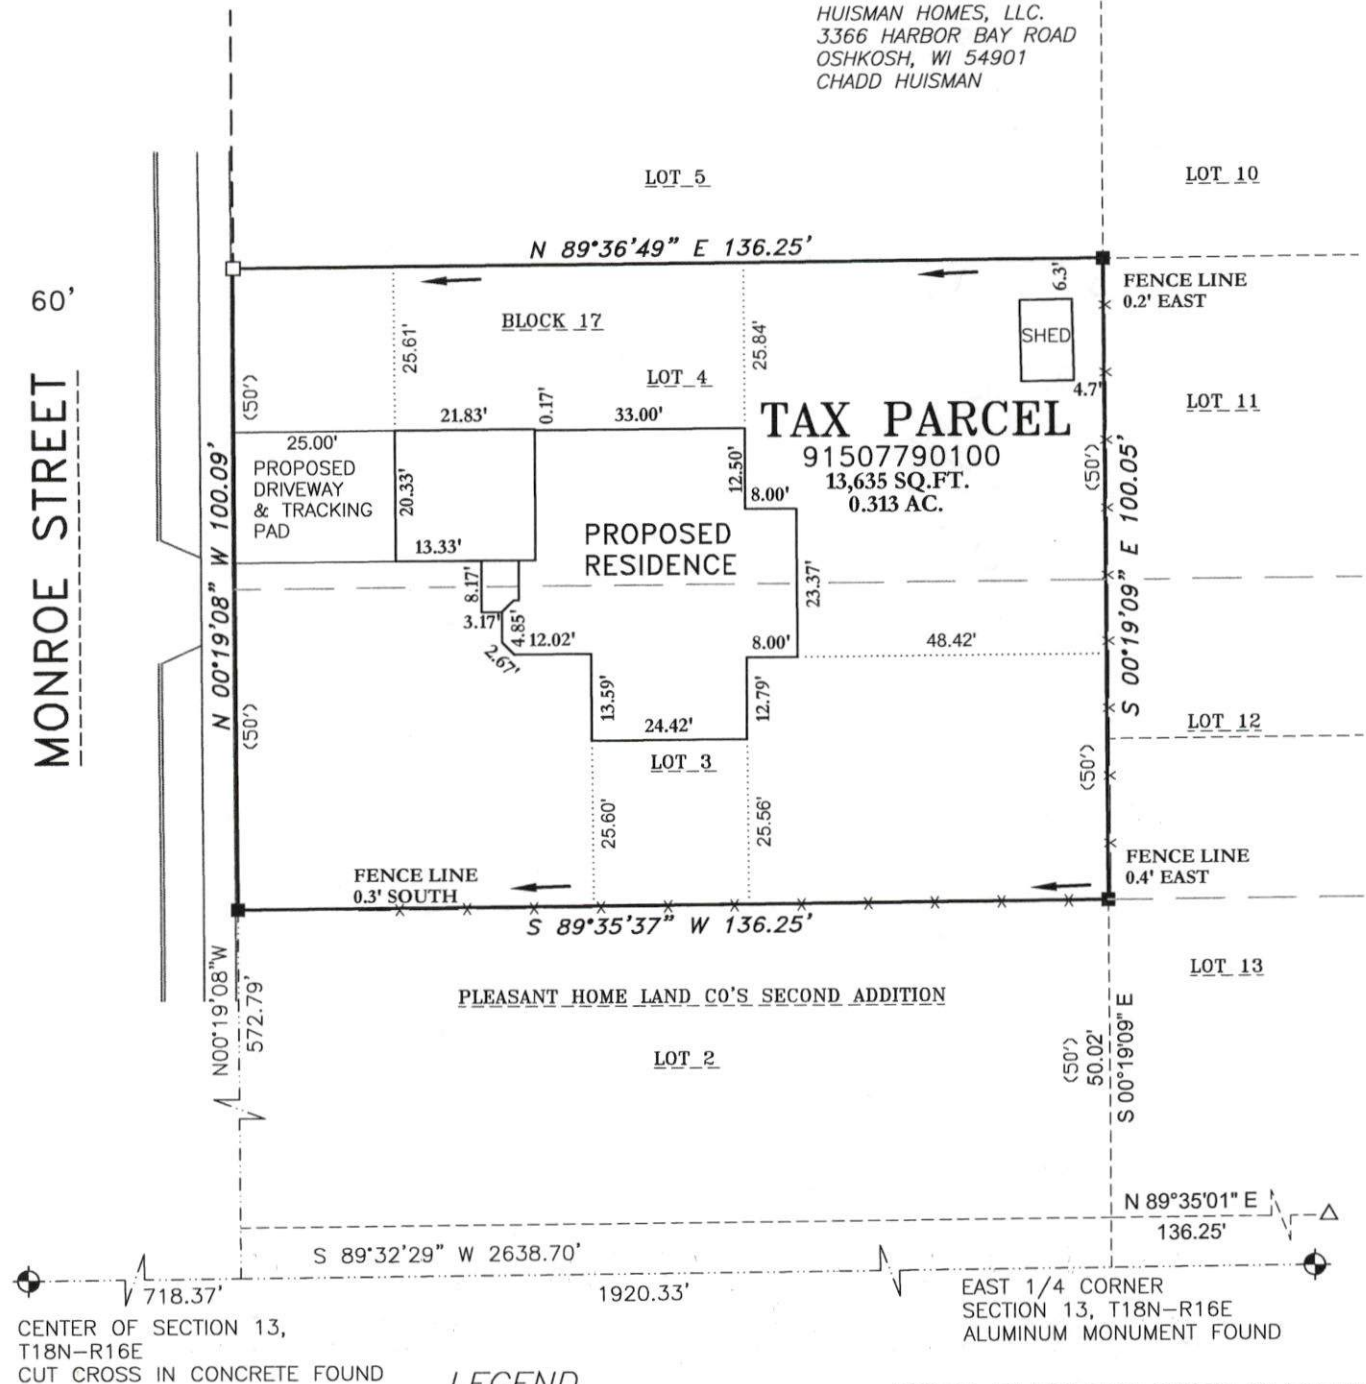 HUISMAN HOMES, LLC.
3366 HARBOR BAY ROAD
OSHKOSH, WI 54901
CHADD HUISMAN
LOT 5
LOT 10
N 89°36'49" E 136.25'
60'
MONROE STREET
FENCE LINE
0.2' EAST
6.3'
SHED
4.7'
BLOCK 17
25.61'
25.84'
LOT 4
LOT 11
(50')
21.83'
0.17'
33.00'
TAX PARCEL
91507790100
13,635 SQ.FT.
0.313 AC.
25.00'
PROPOSED
DRIVEWAY
& TRACKING
PAD
20.33'
12.50'
8.00'
(50')
N 00°19'08" W 100.09'
S 00°19'09" E 100.05'
PROPOSED
RESIDENCE
13.33'
8.17'
23.37'
3.17'
4.85'
12.02'
2.67'
8.00'
48.42'
(50')
13.59'
12.79'
24.42'
LOT 12
LOT 3
(50')
25.60'
25.56'
FENCE LINE
0.3' SOUTH
FENCE LINE
0.4' EAST
S 89°35'37" W 136.25'
N00°19'08"W
572.79'
LOT 13
PLEASANT HOME LAND CO'S SECOND ADDITION
LOT 2
(50')
50.02'
S 00°19'09" E
N 89°35'01" E
136.25'
S 89°32'29" W 2638.70'
718.37'
1920.33'
CENTER OF SECTION 13,
T18N-R16E
CUT CROSS IN CONCRETE FOUND
EAST 1/4 CORNER
SECTION 13, T18N-R16E
ALUMINUM MONUMENT FOUND
LEGEND